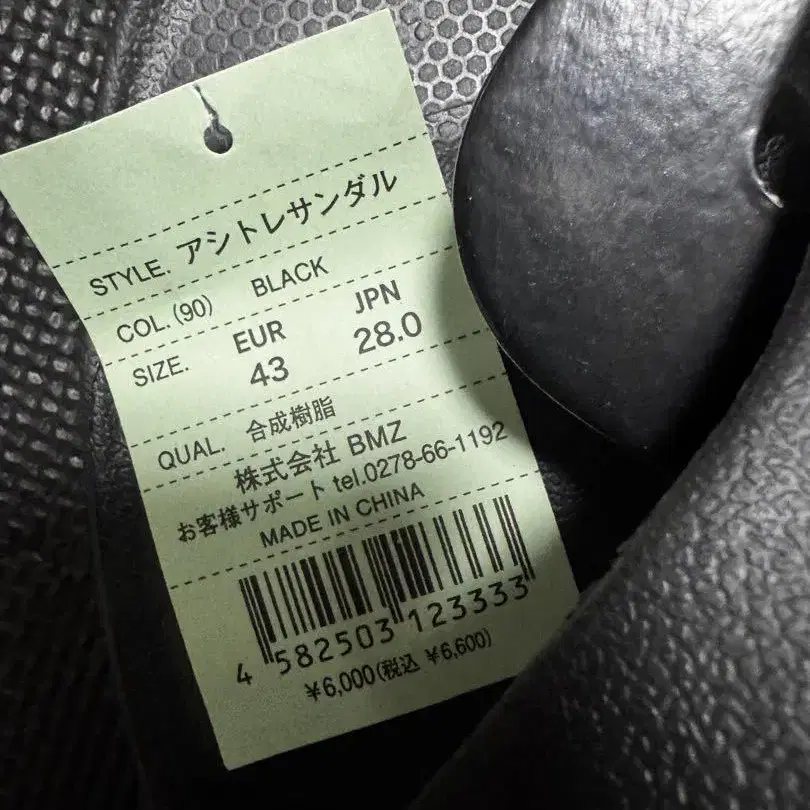 STYLE. アシトレサンダル
COL.(90) BLACK
EUR JPN
SIZE. 43 28.0
QUAL. 合成樹脂
株式会社 BMZ
お客様サポート tel.0278-66-1192
MADE IN CHINA
4 582503 123333
¥6,000(税込 ¥6,600)